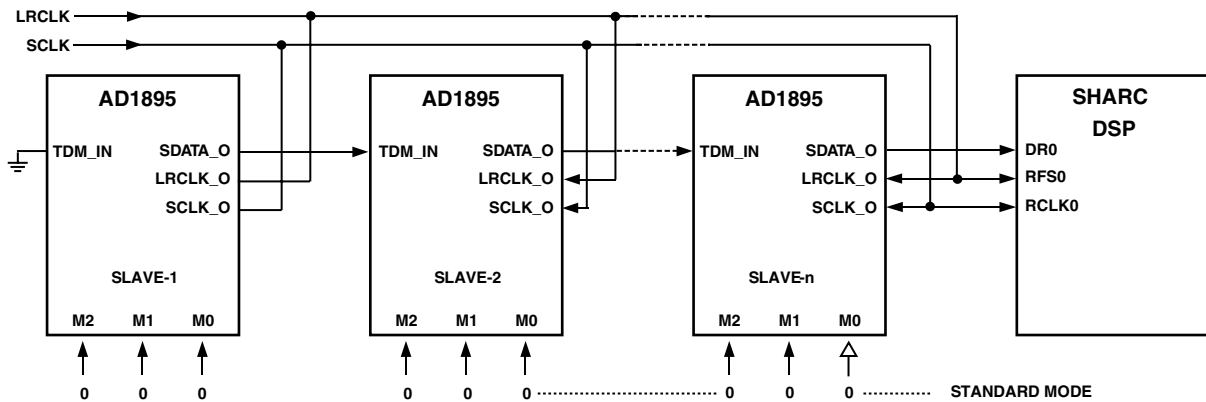 LRCLK
SCLK
AD1895
AD1895
AD1895
SHARC
DSP
TDM_IN
SDATA_O
TDM_IN
SDATA_O
TDM_IN
SDATA_O
DR0
LRCLK_O
LRCLK_O
LRCLK_O
RFS0
SCLK_O
SCLK_O
SCLK_O
RCLK0
SLAVE-1
SLAVE-2
SLAVE-n
M2 M1 M0
M2 M1 M0
M2 M1 M0
0 0 0
0 0 0
0 0 0
STANDARD MODE